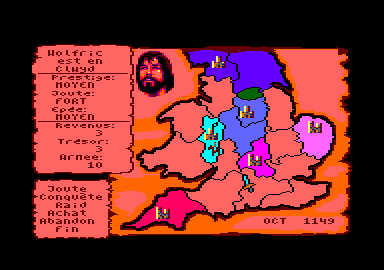 Wolfric
est en
Clwyd
Prestige:
MOYEN
Joute:
FORT
Epée:
MOYEN
Revenus:
3
Trésor:
3
Armée:
10
Joute
Conquête
Raid
Achat
Abandon
Fin
OCT 1149